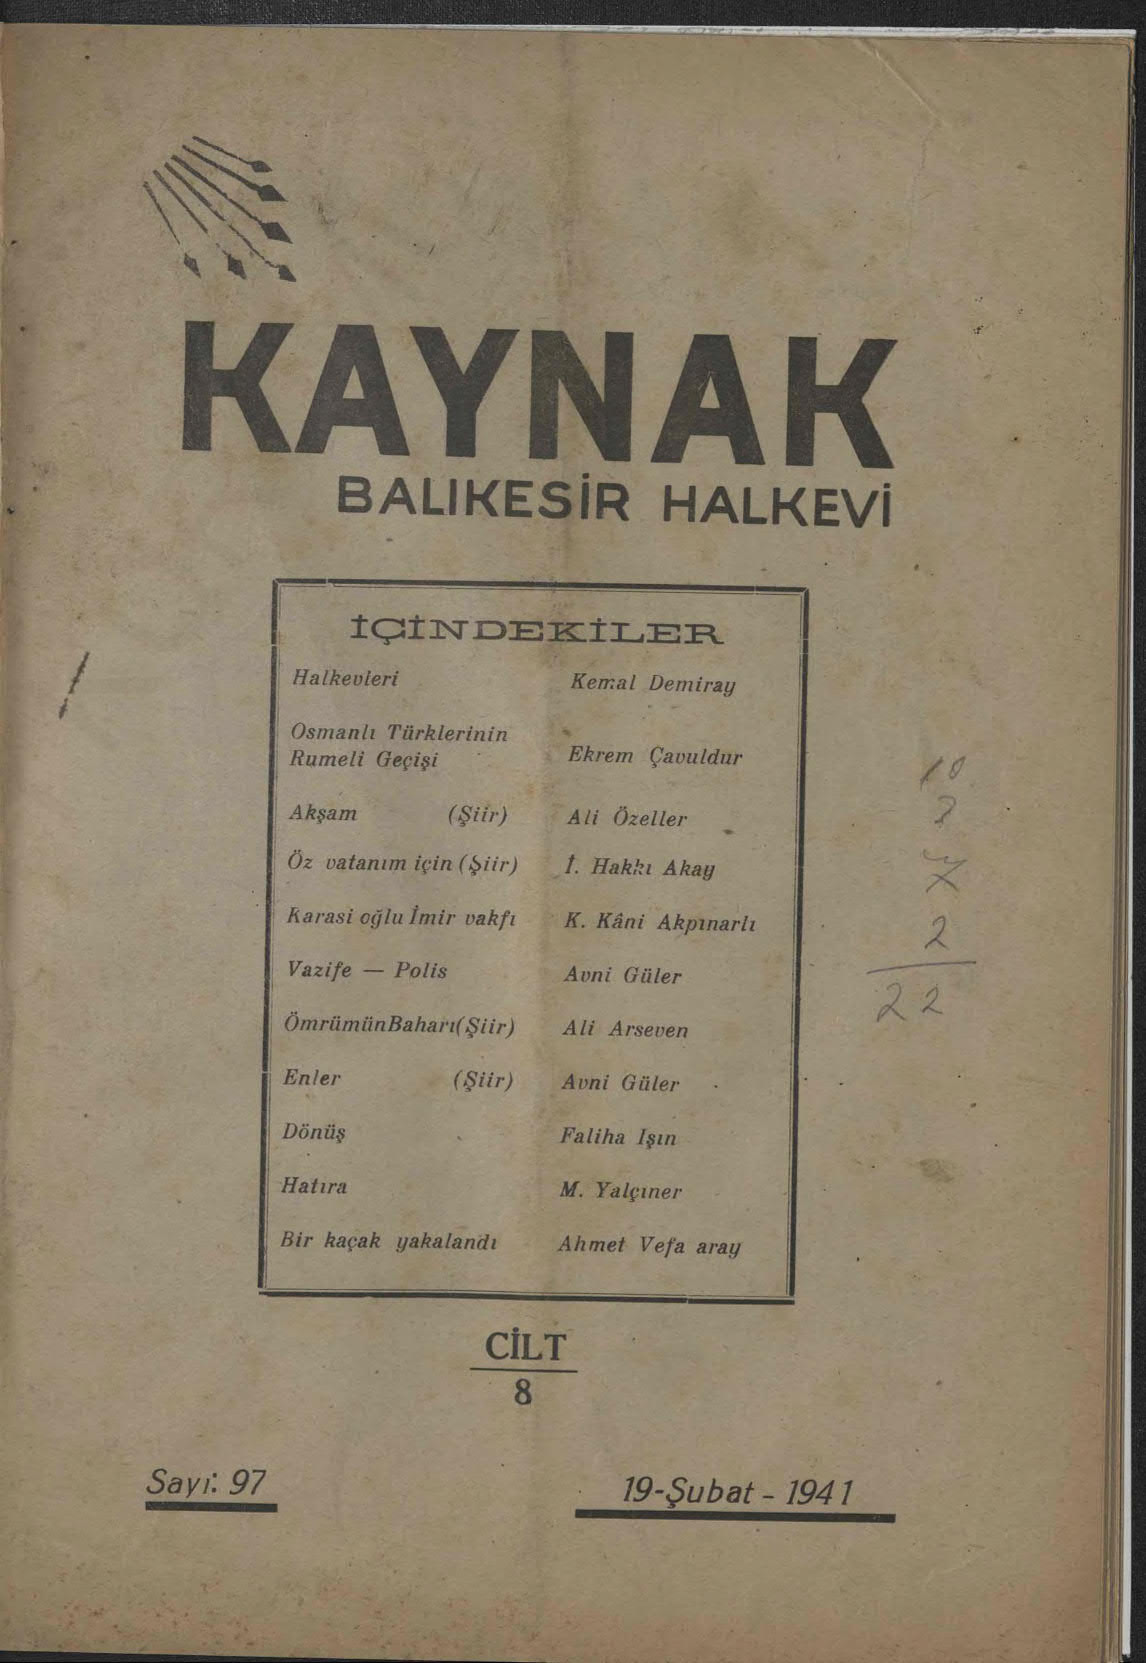 KAYNAK
BALIKESİR HALKEVİ
İÇİNDEKİLER
Halkevleri Kemal Demiray
Osmanlı Türklerinin
Rumeli Geçişi Ekrem Çavuldur
Akşam (Şiir) Ali Özeller
Öz vatanım için (Şiir) İ. Hakkı Akay
Karasi oğlu İmir vakfı K. Kâni Akpınarlı
Vazife — Polis Avni Güler
ÖmrümünBaharı(Şiir) Ali Arseven
Enler (Şiir) Avni Güler
Dönüş Faliha Işın
Hatıra M. Yalçıner
Bir kaçak yakalandı Ahmet Vefa aray
10
2
22
CİLT
8
Sayı: 97
19-Şubat - 1941